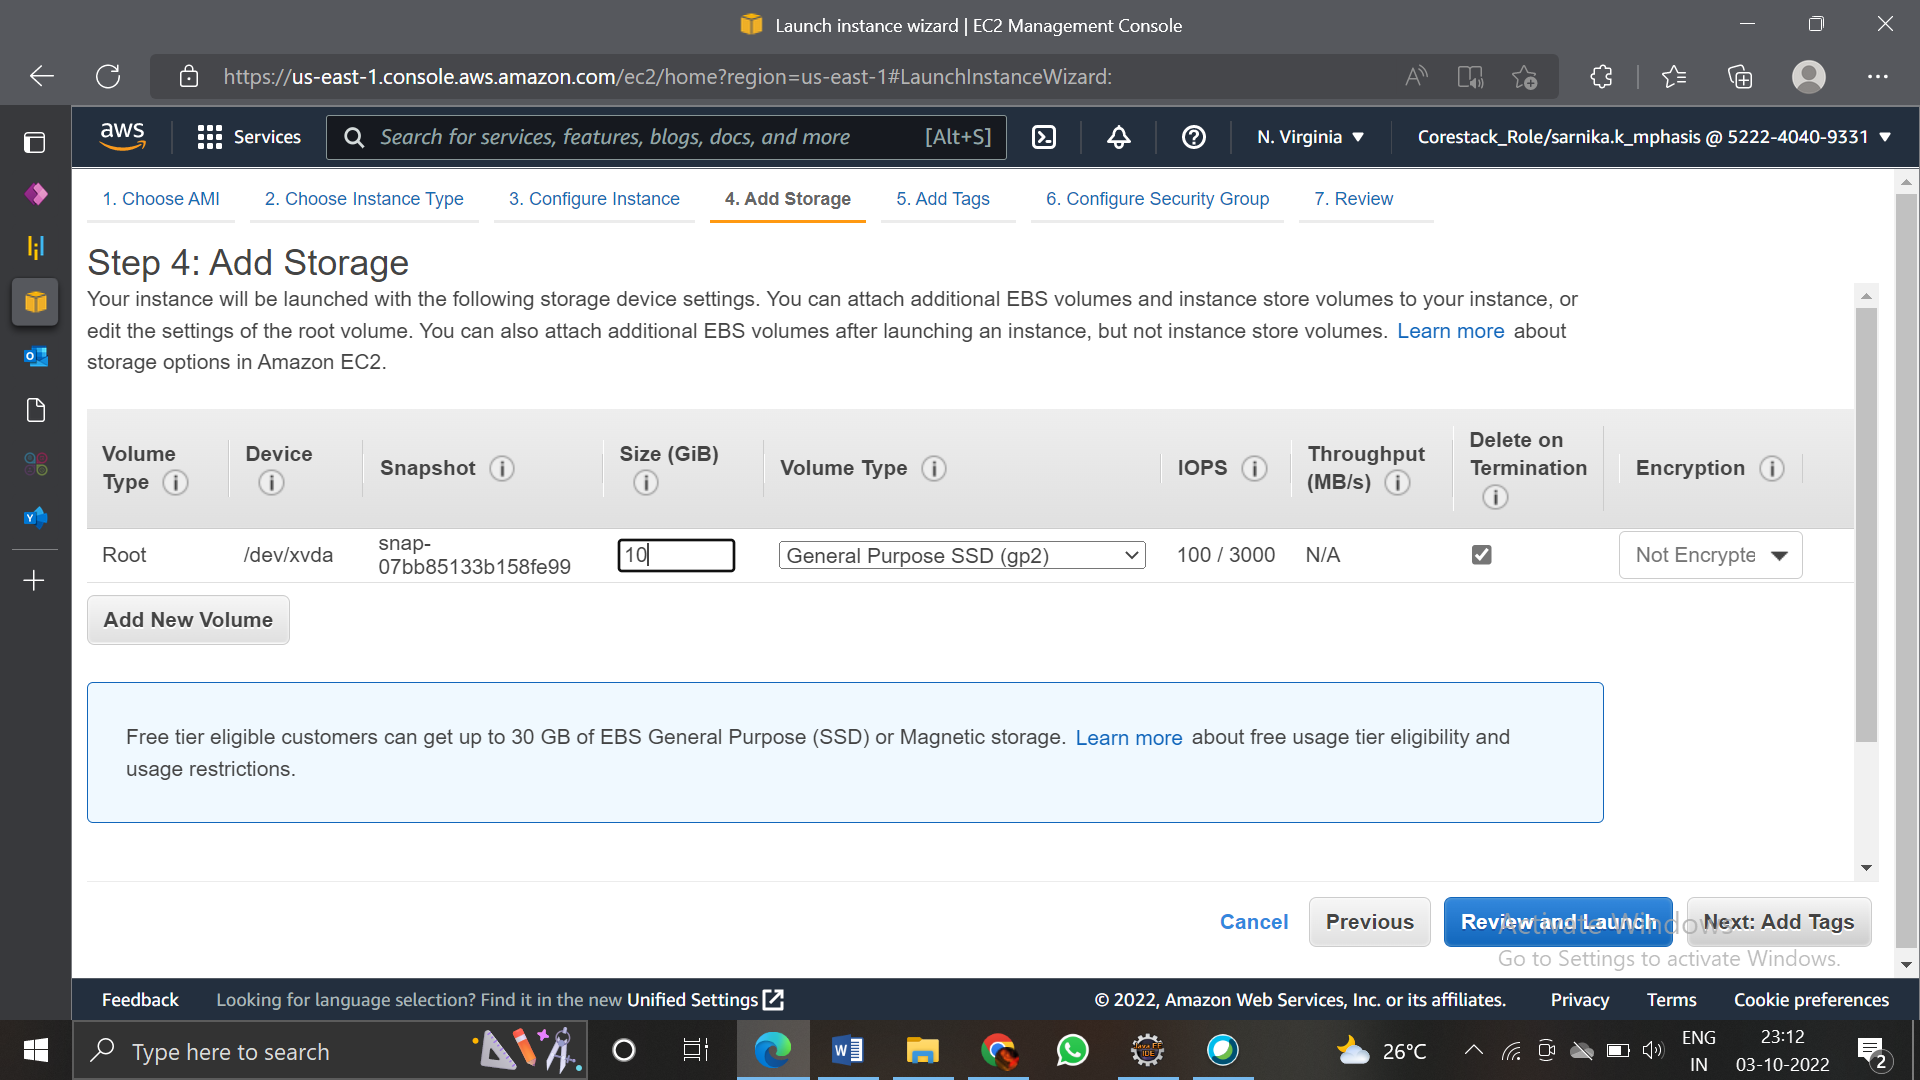 Launch instance wizard | EC2 Management Console
https://us-east-1.console.aws.amazon.com/ec2/home?region=us-east-1#LaunchInstanceWizard:
aws
Services
Search for services, features, blogs, docs, and more [Alt+S]
N. Virginia
Corestack_Role/sarnika.k_mphasis @ 5222-4040-9331
1. Choose AMI 2. Choose Instance Type 3. Configure Instance 4. Add Storage 5. Add Tags 6. Configure Security Group 7. Review
Step 4: Add Storage
Your instance will be launched with the following storage device settings. You can attach additional EBS volumes and instance store volumes to your instance, or
edit the settings of the root volume. You can also attach additional EBS volumes after launching an instance, but not instance store volumes. Learn more about
storage options in Amazon EC2.
Volume Type
Device
Snapshot
Size (GiB)
Volume Type
IOPS
Throughput (MB/s)
Delete on Termination
Encryption
Root
/dev/xvda
snap-
07bb85133b158fe99
10
General Purpose SSD (gp2)
100 / 3000
N/A
Not Encrypte
Add New Volume
Free tier eligible customers can get up to 30 GB of EBS General Purpose (SSD) or Magnetic storage. Learn more about free usage tier eligibility and
usage restrictions.
Cancel Previous Review and Launch Next: Add Tags
Activate Windows
Go to Settings to activate Windows.
Feedback Looking for language selection? Find it in the new Unified Settings
© 2022, Amazon Web Services, Inc. or its affiliates. Privacy Terms Cookie preferences
Type here to search
26°C
ENG
IN
23:12
03-10-2022
2